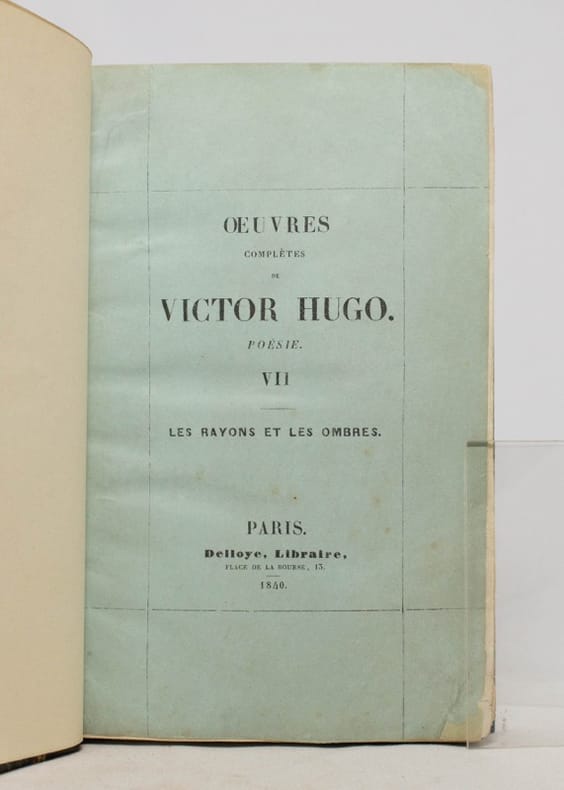 OEUVRES
COMPLÈTES
DE
VICTOR HUGO.
POÉSIE.
VII
LES RAYONS ET LES OMBRES.
PARIS.
Delloye, Libraire,
PLACE DE LA BOURSE, 13.
1840.